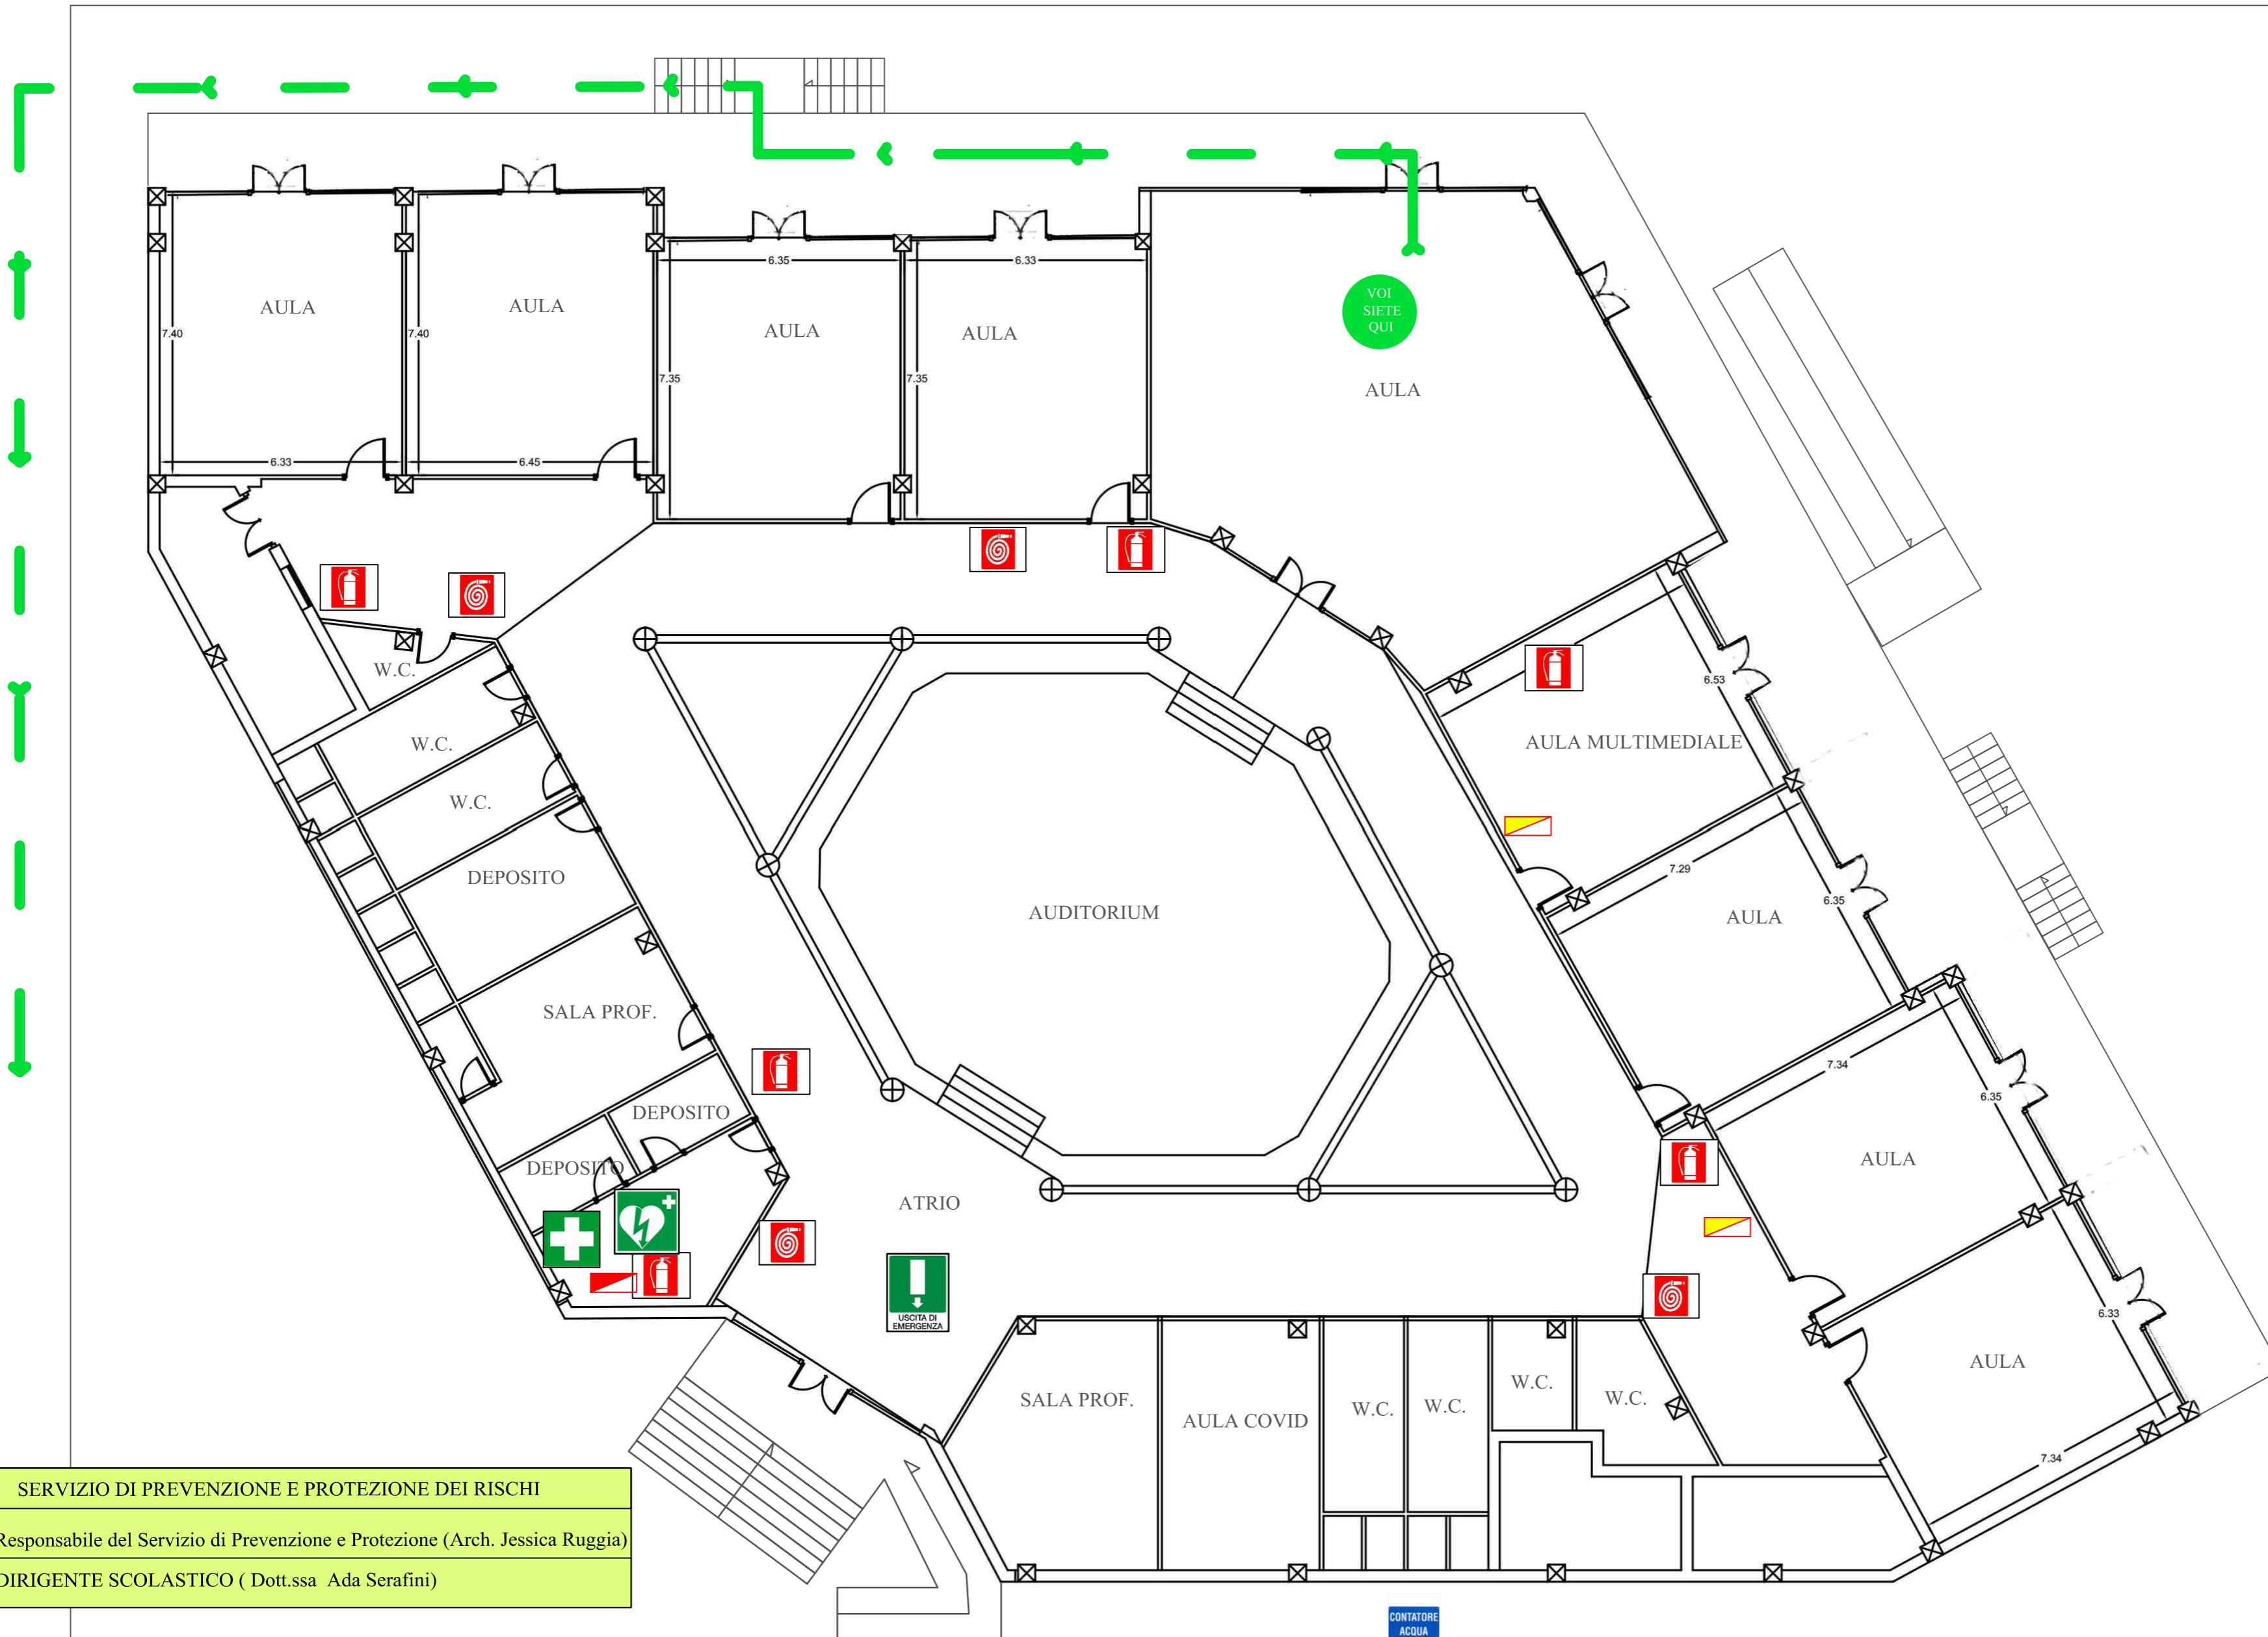 6.35
6.33
VOI
SIETE
QUI
AULA
AULA
AULA
AULA
AULA
7.40
7.40
7.35
7.35
6.33
6.45
W.C.
6.53
W.C.
AULA MULTIMEDIALE
W.C.
DEPOSITO
7.29
6.35
AUDITORIUM
AULA
SALA PROF.
7.34
6.35
DEPOSITO
DEPOSITO
AULA
ATRIO
USCITA DI
EMERGENZA
6.33
AULA
SALA PROF.
AULA COVID
W.C.
W.C.
W.C.
W.C.
7.34
SERVIZIO DI PREVENZIONE E PROTEZIONE DEI RISCHI
Responsabile del Servizio di Prevenzione e Protezione (Arch. Jessica Ruggia)
DIRIGENTE SCOLASTICO ( Dott.ssa Ada Serafini)
CONTATORE
ACQUA